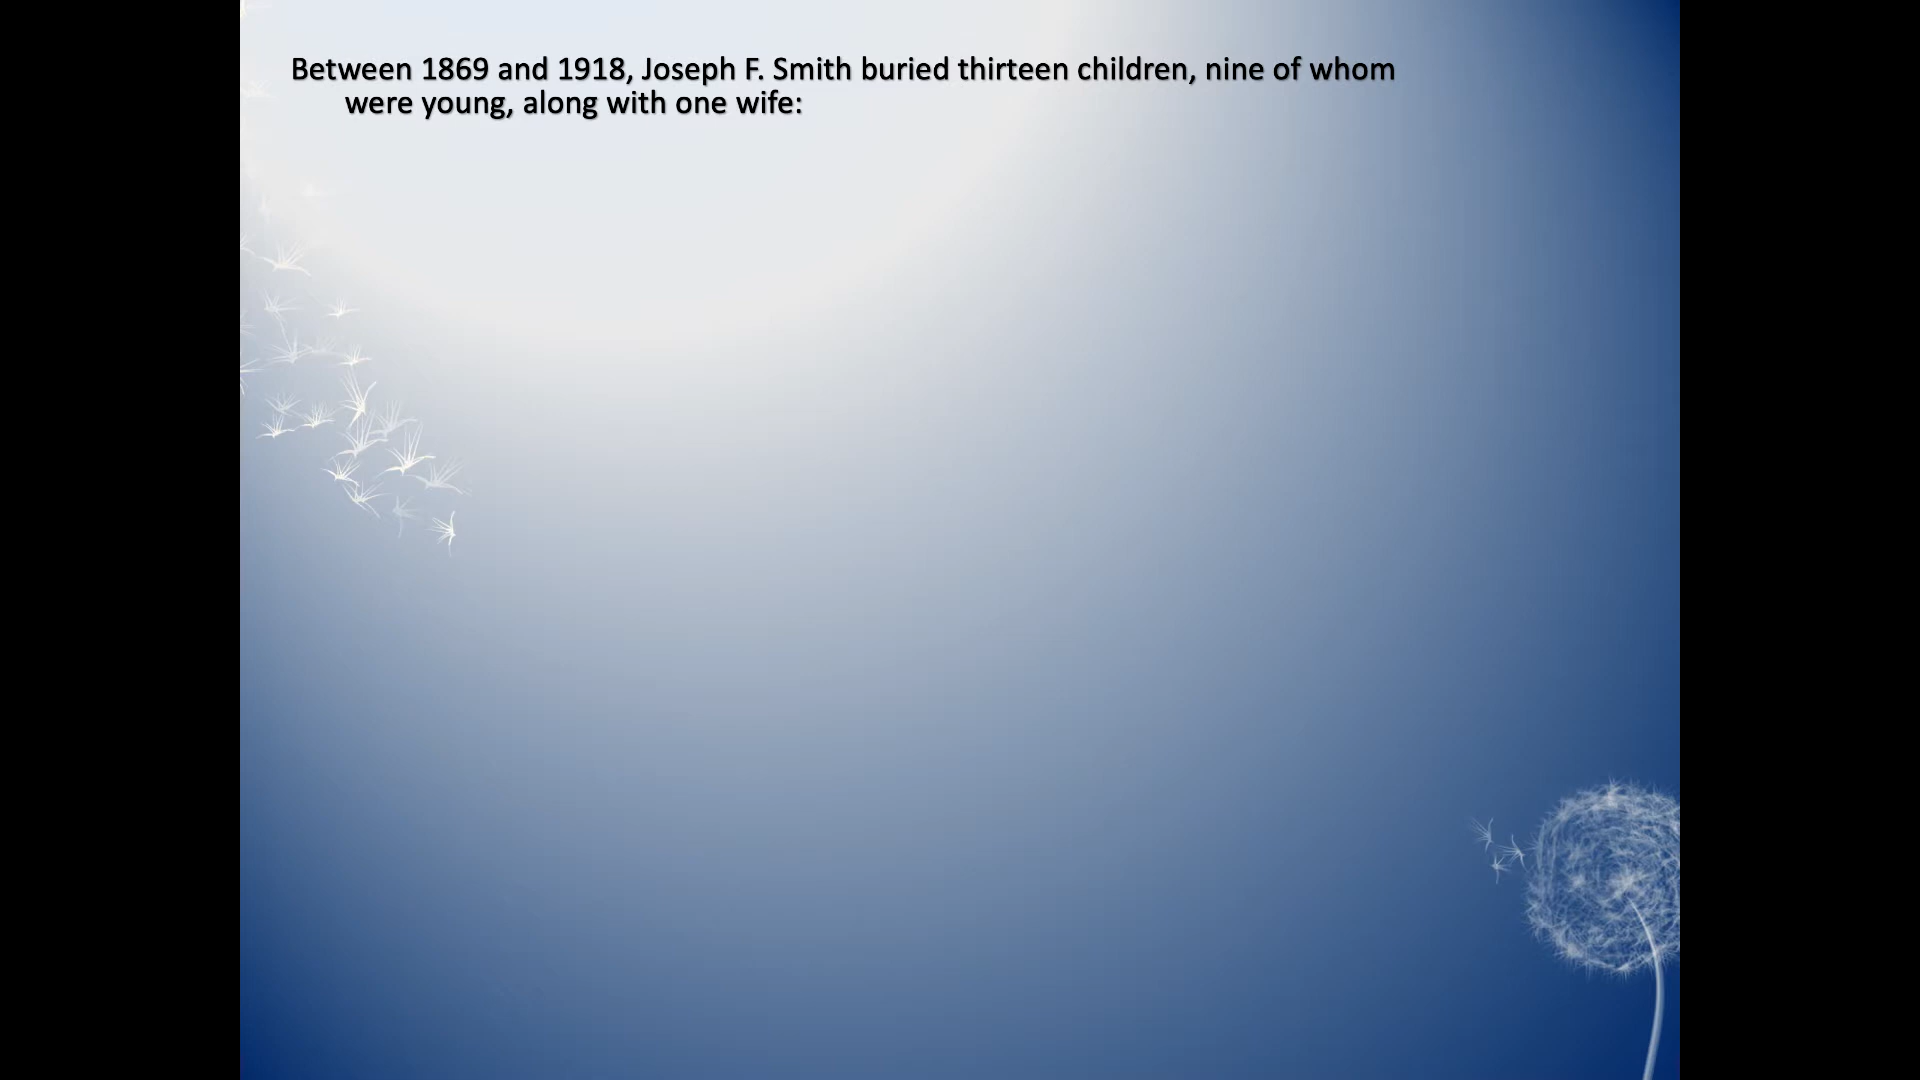 Between 1869 and 1918, Joseph F. Smith buried thirteen children, nine of whom
were young, along with one wife: